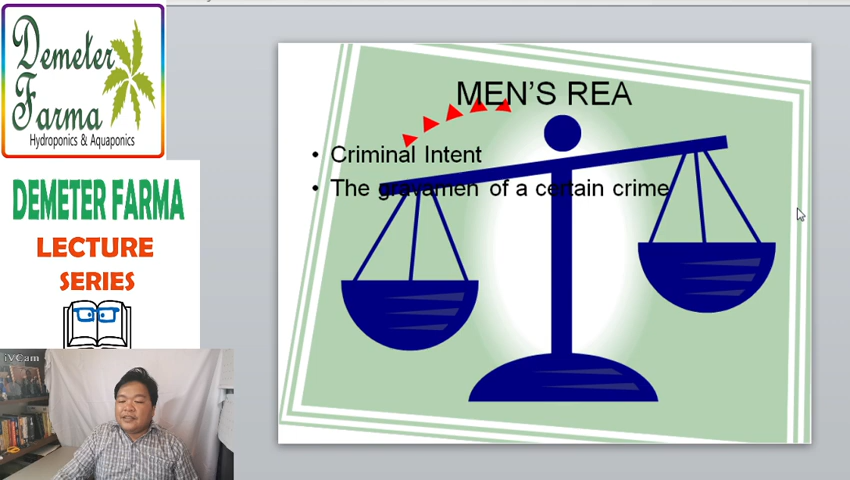 Demeter
Farma
Hydroponics & Aquaponics
DEMETER FARMA
LECTURE
SERIES
iVCam
MEN'S REA
• Criminal Intent
• The gravamen of a certain crime